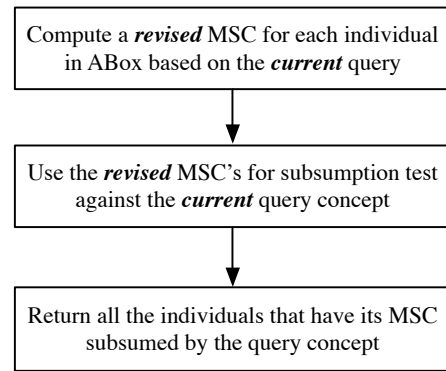 Compute a revised MSC for each individual
in ABox based on the current query
Use the revised MSC's for subsumption test
against the current query concept
Return all the individuals that have its MSC
subsumed by the query concept